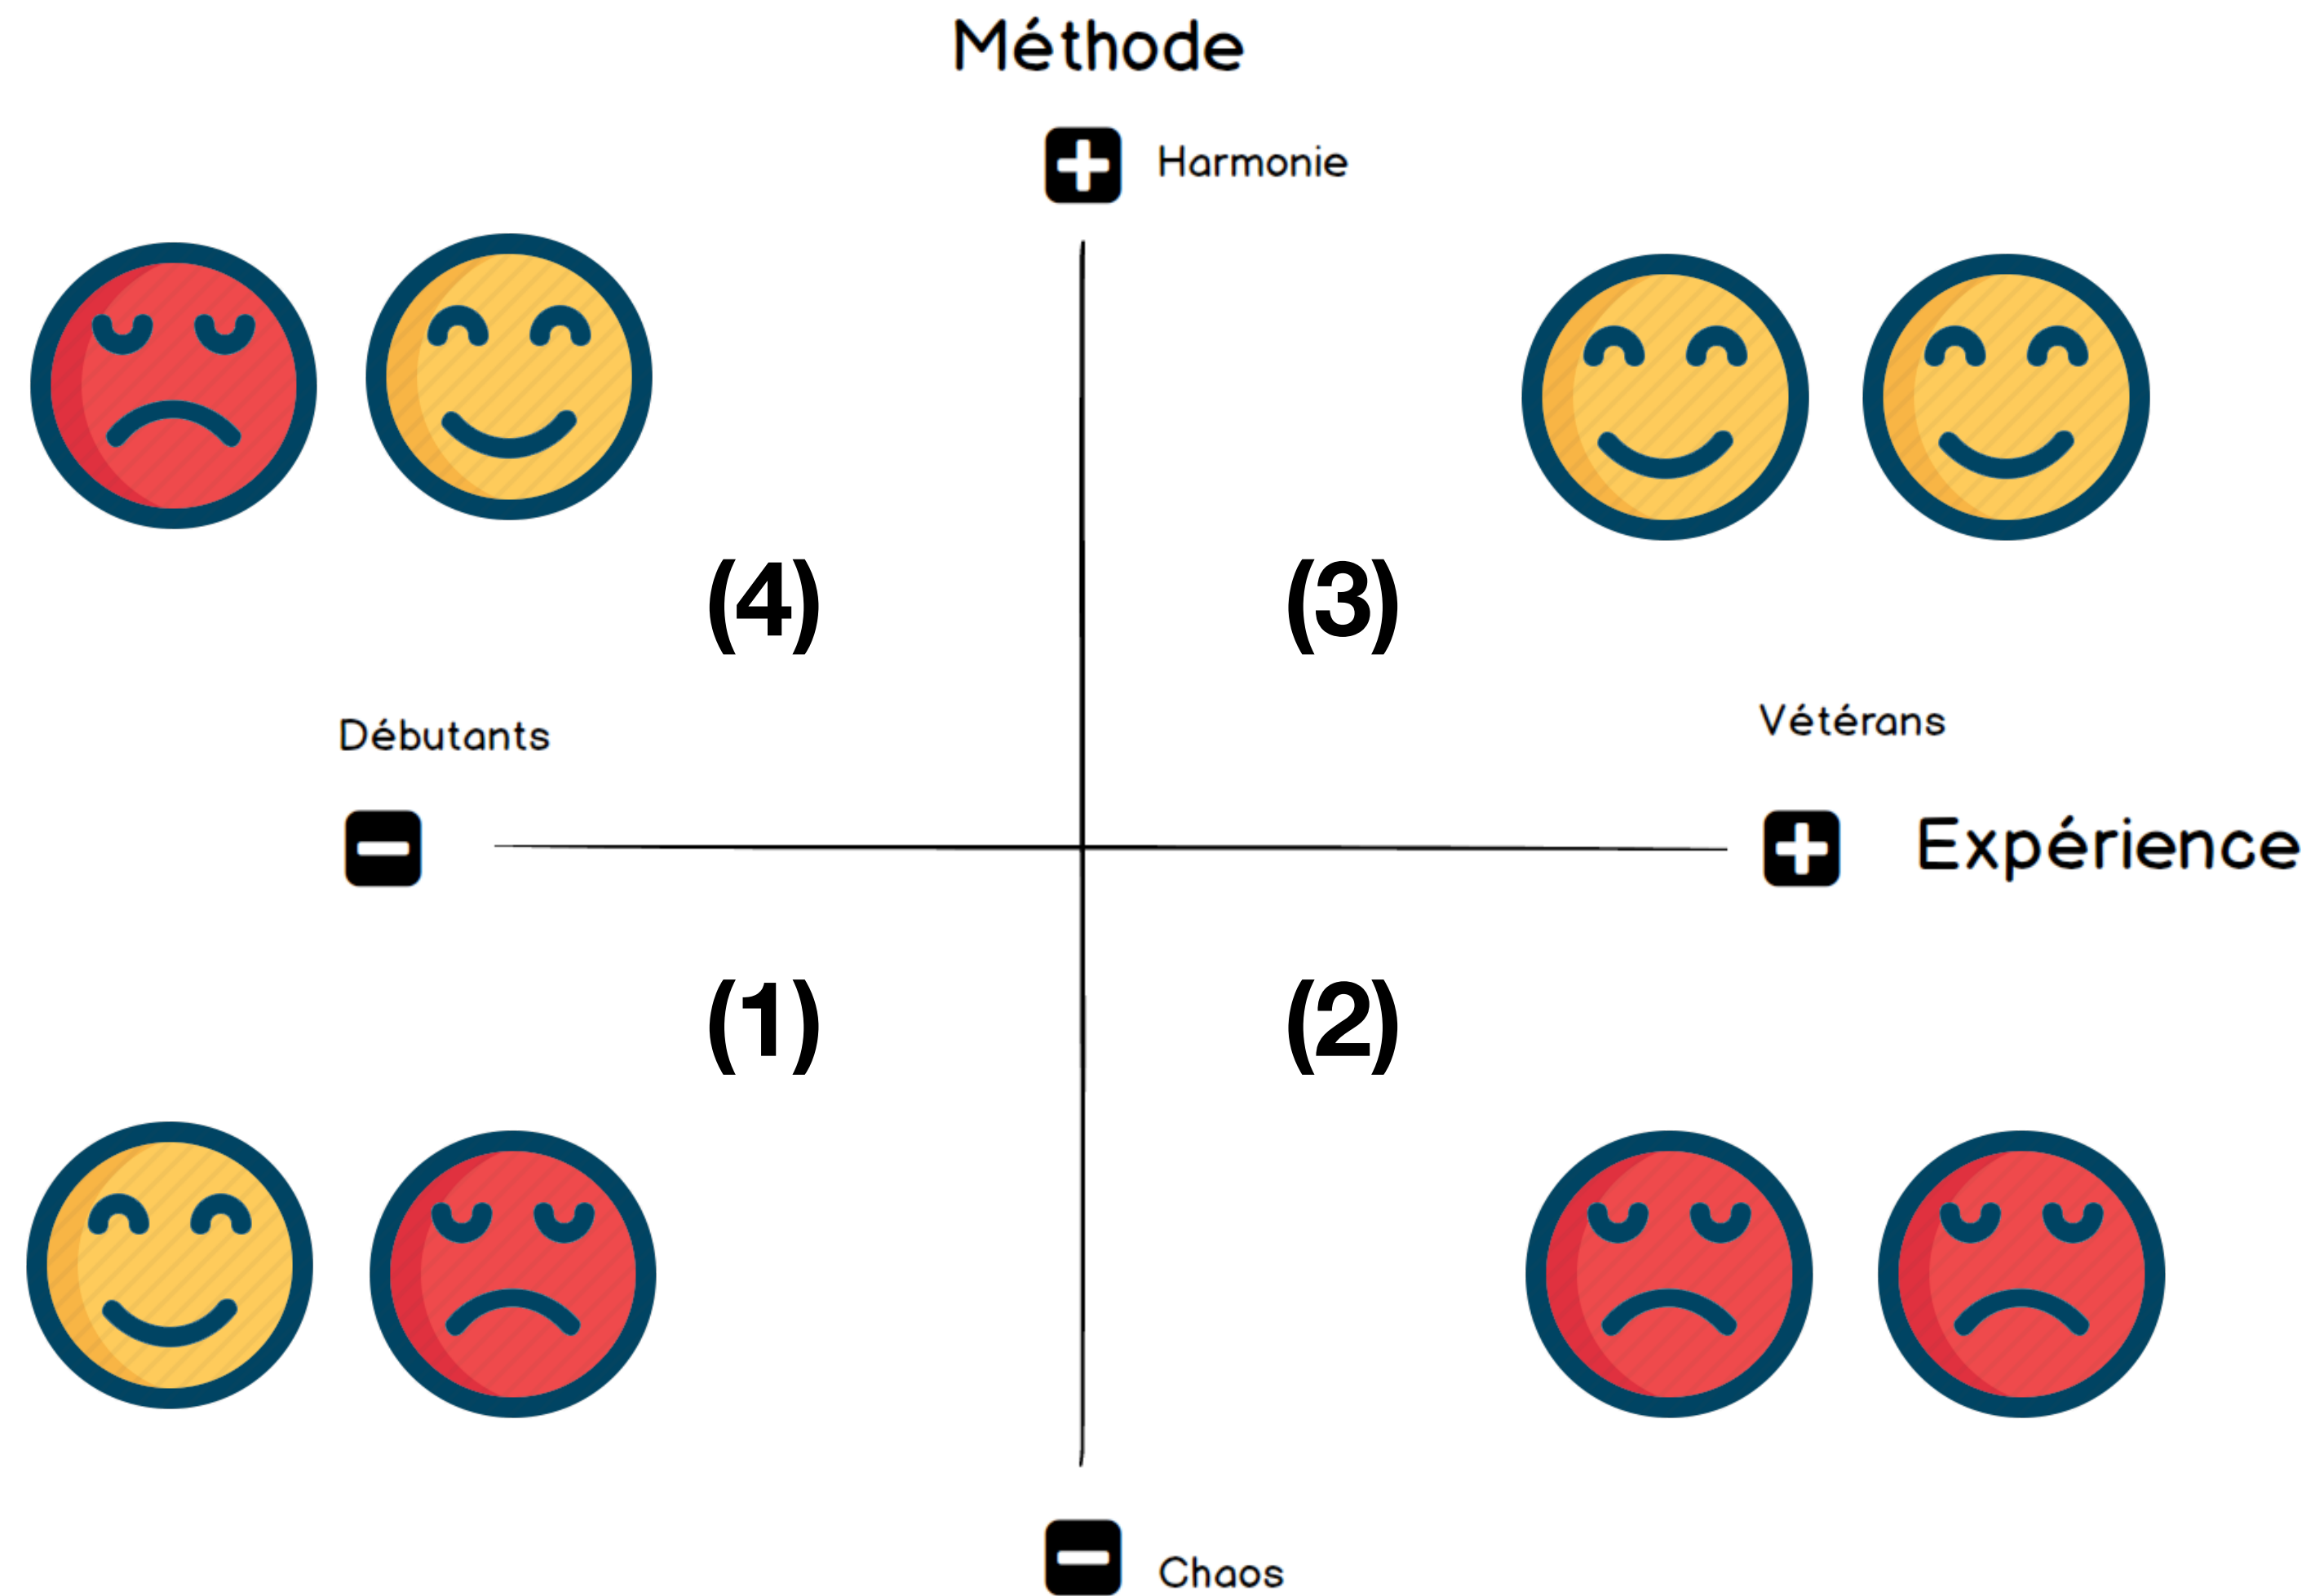 Méthode
Harmonie
(4)
(3)
Débutants
Vétérans
Expérience
(1)
(2)
Chaos